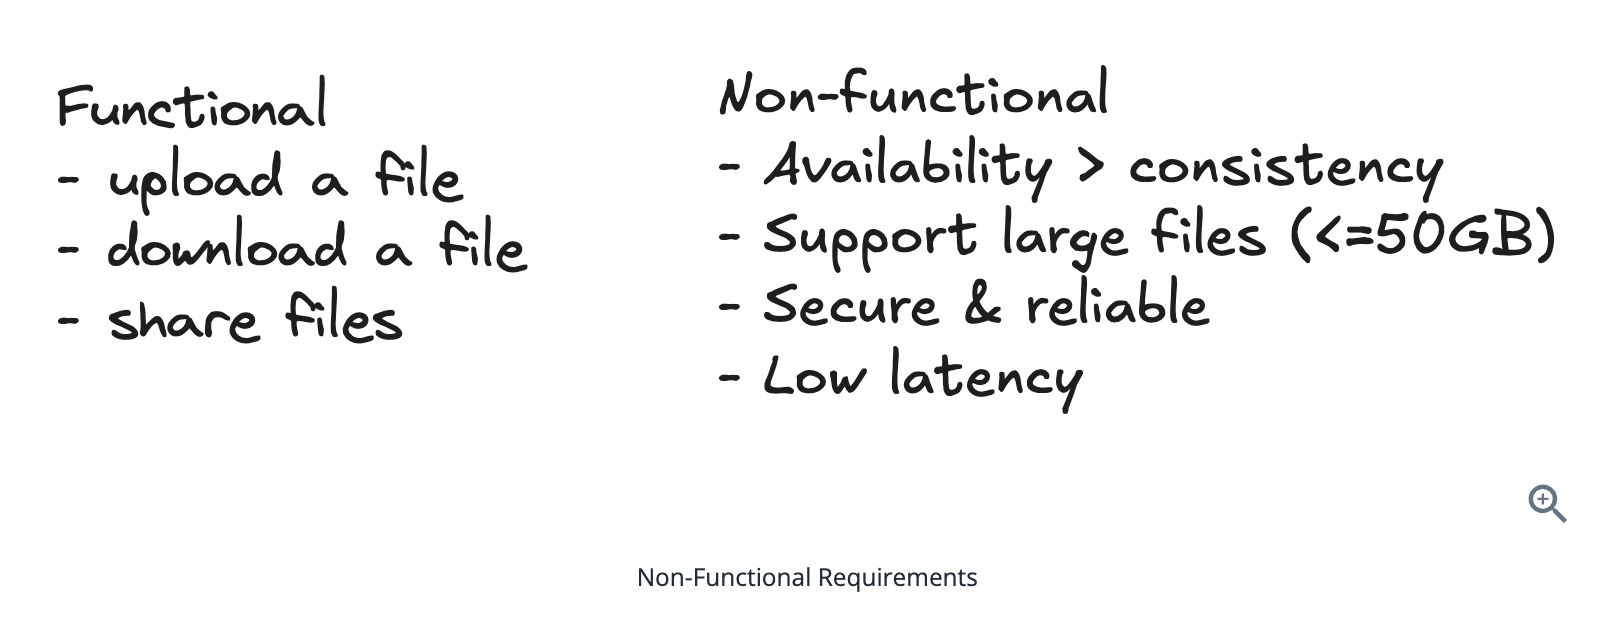 Functional
- upload a file
- download a file
- share files
Non-functional
- Availability > consistency
- Support large files (<=50GB)
- Secure & reliable
- Low latency
Non-Functional Requirements